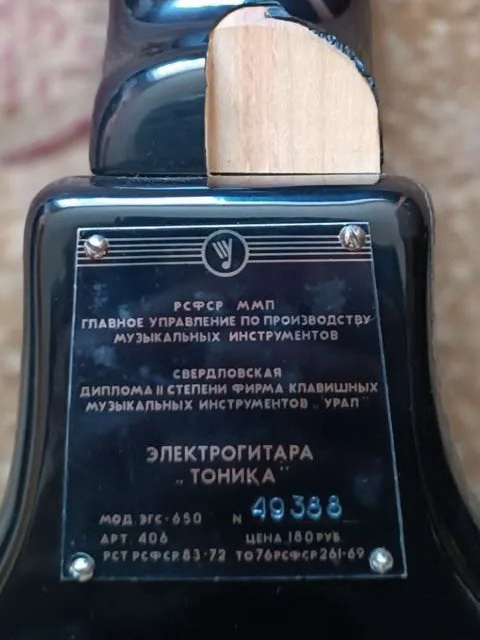 РСФСР ММП
ГЛАВНОЕ УПРАВЛЕНИЕ ПО ПРОИЗВОДСТВУ
МУЗЫКАЛЬНЫХ ИНСТРУМЕНТОВ
СВЕРДЛОВСКАЯ
ДИПЛОМА II СТЕПЕНИ ФИРМА КЛАВИШНЫХ
МУЗЫКАЛЬНЫХ ИНСТРУМЕНТОВ „УРАЛ"
ЭЛЕКТРОГИТАРА
„ТОНИКА"
МОД. ЭГС-650 N 49388
АРТ. 406 ЦЕНА 180 РУБ
РСТ РСФСР 83-72 ТО76РСФСР261-69